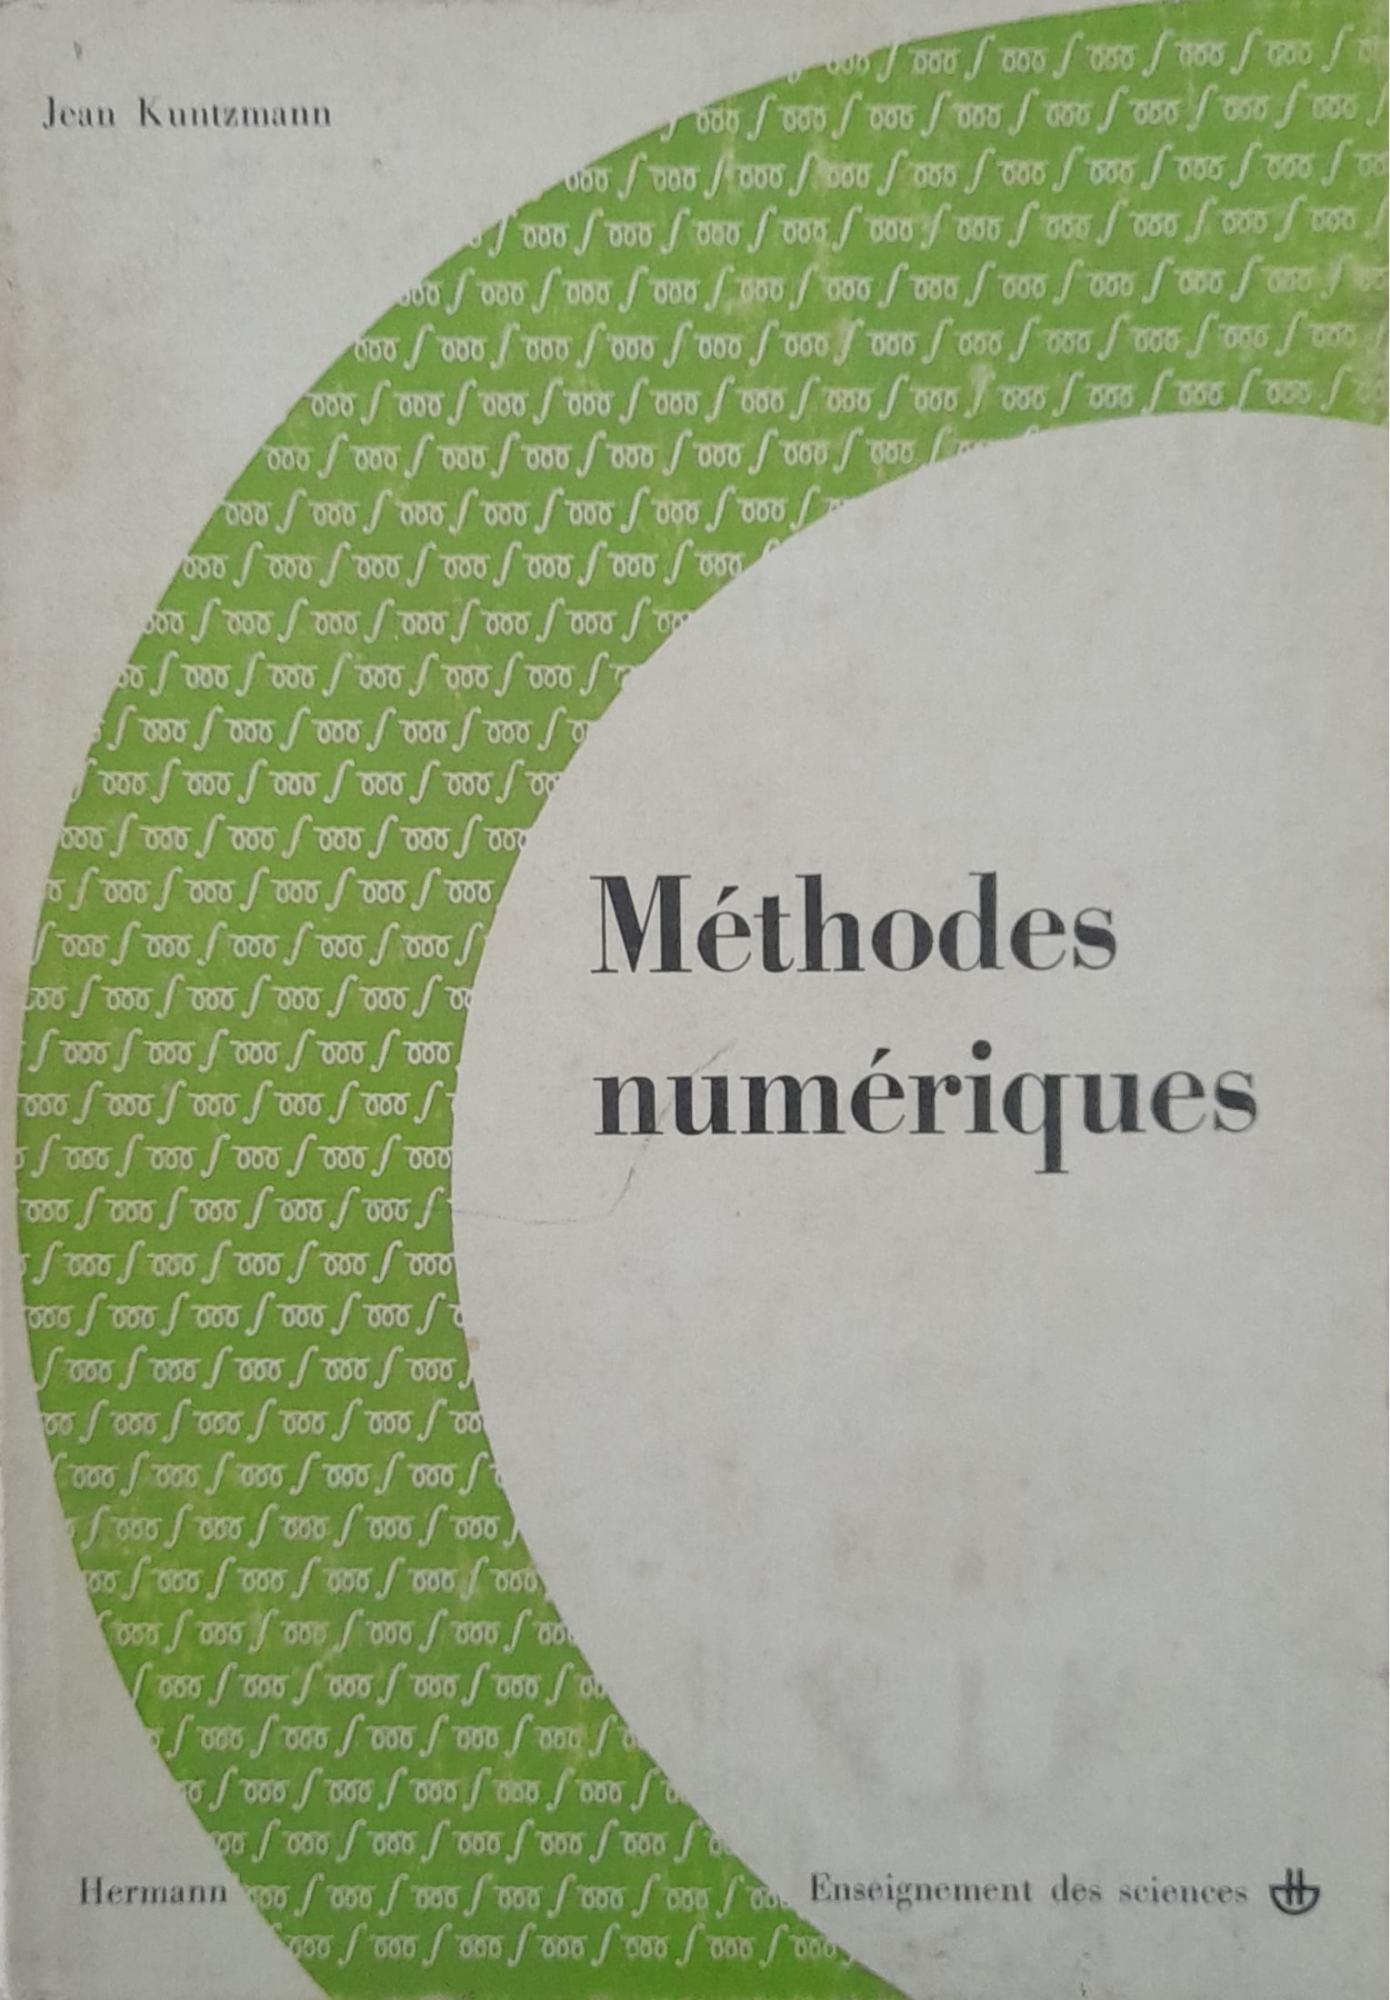 Jean Kuntzmann
Méthodes
numériques
Hermann
Enseignement des sciences